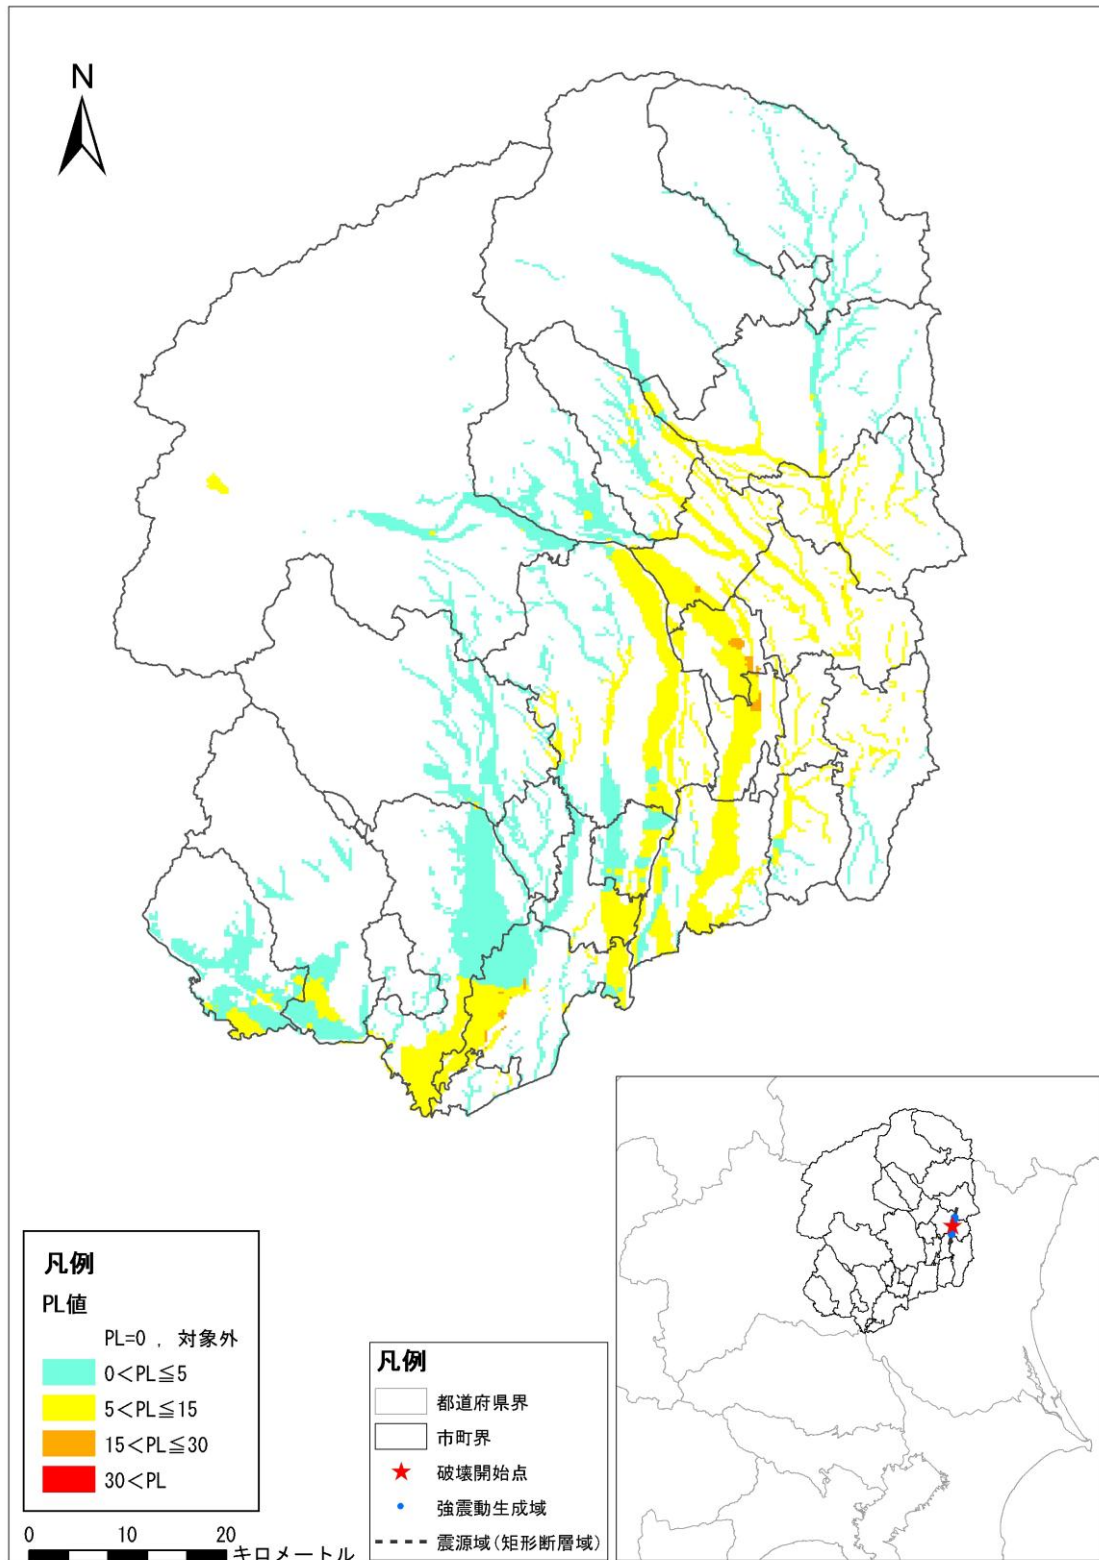 N
凡例
PL値
PL=0 , 対象外
0<PL≦5
5<PL≦15
15<PL≦30
30<PL
0 10 20
キロメートル
凡例
都道府県界
市町界
破壊開始点
強震動生成域
震源域(矩形断層域)